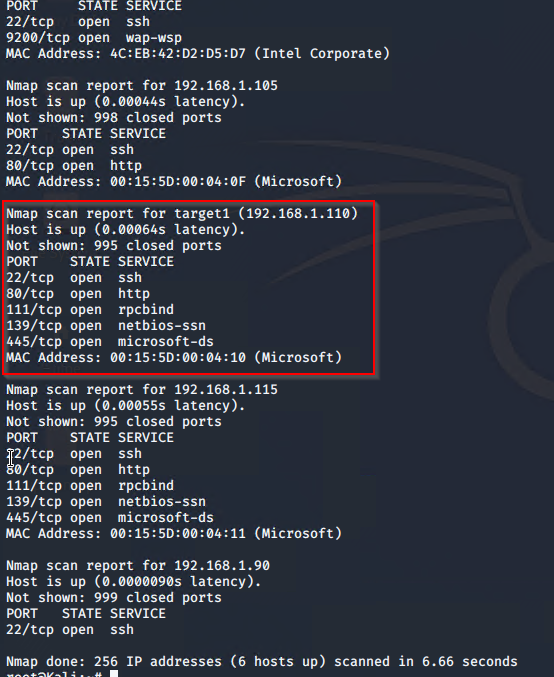 PORT     STATE SERVICE
22/tcp   open  ssh
9200/tcp open  wap-wsp
MAC Address: 4C:EB:42:D2:D5:D7 (Intel Corporate)

Nmap scan report for 192.168.1.105
Host is up (0.00044s latency).
Not shown: 998 closed ports
PORT   STATE SERVICE
22/tcp open  ssh
80/tcp open  http
MAC Address: 00:15:5D:00:04:0F (Microsoft)

Nmap scan report for target1 (192.168.1.110)
Host is up (0.00064s latency).
Not shown: 995 closed ports
PORT    STATE SERVICE
22/tcp  open  ssh
80/tcp  open  http
111/tcp open  rpcbind
139/tcp open  netbios-ssn
445/tcp open  microsoft-ds
MAC Address: 00:15:5D:00:04:10 (Microsoft)

Nmap scan report for 192.168.1.115
Host is up (0.00055s latency).
Not shown: 995 closed ports
PORT    STATE SERVICE
22/tcp  open  ssh
80/tcp  open  http
111/tcp open  rpcbind
139/tcp open  netbios-ssn
445/tcp open  microsoft-ds
MAC Address: 00:15:5D:00:04:11 (Microsoft)

Nmap scan report for 192.168.1.90
Host is up (0.0000090s latency).
Not shown: 999 closed ports
PORT   STATE SERVICE
22/tcp open  ssh

Nmap done: 256 IP addresses (6 hosts up) scanned in 6.66 seconds
root@Kali:~#